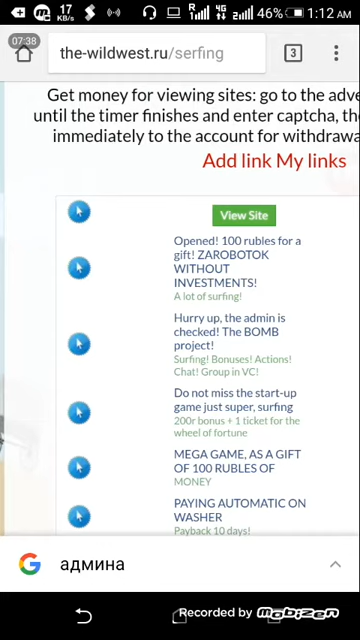 17
KB/s
R
4G
46%
1:12 AM
07:38
the-wildwest.ru/serfing
3
Get money for viewing sites: go to the adve
until the timer finishes and enter captcha, the
immediately to the account for withdrawa
Add link My links
View Site
Opened! 100 rubles for a
gift! ZAROBOTOK
WITHOUT
INVESTMENTS!
A lot of surfing!
Hurry up, the admin is
checked! The BOMB
project!
Surfing! Bonuses! Actions!
Chat! Group in VC!
Do not miss the start-up
game just super, surfing
200r bonus + 1 ticket for the
wheel of fortune
MEGA GAME, AS A GIFT
OF 100 RUBLES OF
MONEY
PAYING AUTOMATIC ON
WASHER
Payback 10 days!
админа
Recorded by mobizen